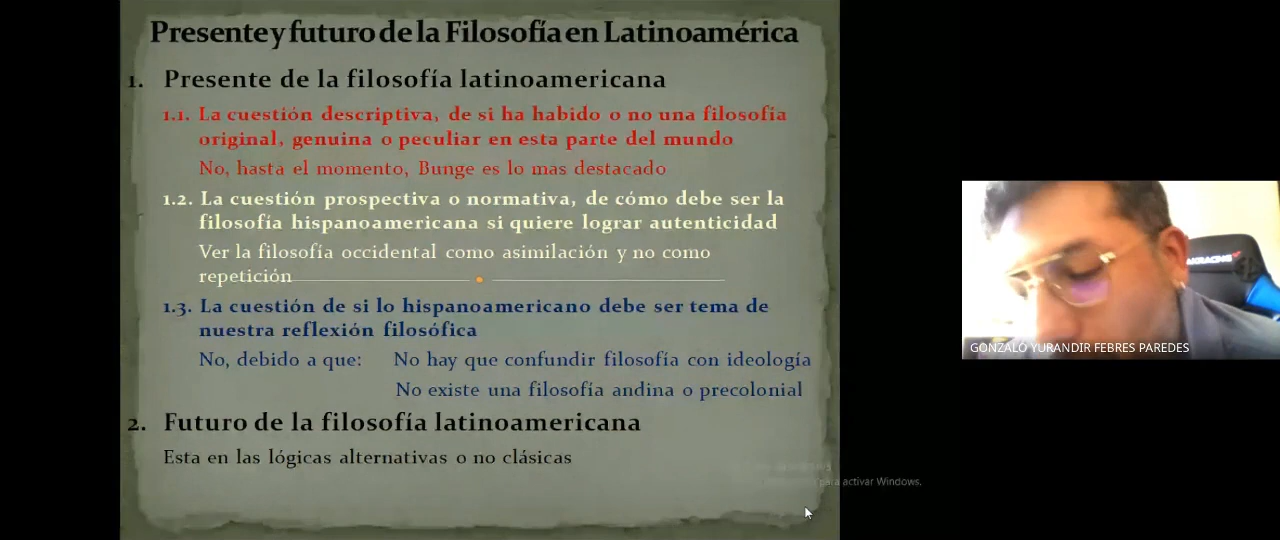 Presente y futuro de la Filosofía en Latinoamérica
1. Presente de la filosofía latinoamericana
1.1. La cuestión descriptiva, de si ha habido o no una filosofía
original, genuina o peculiar en esta parte del mundo
No, hasta el momento, Bunge es lo mas destacado
1.2. La cuestión prospectiva o normativa, de cómo debe ser la
filosofía hispanoamericana si quiere lograr autenticidad
Ver la filosofía occidental como asimilación y no como
repetición
1.3. La cuestión de si lo hispanoamericano debe ser tema de
nuestra reflexión filosófica
No, debido a que: No hay que confundir filosofía con ideología
No existe una filosofía andina o precolonial
2. Futuro de la filosofía latinoamericana
Esta en las lógicas alternativas o no clásicas
para activar Windows.
AKRACING
GONZALO YURANDIR FEBRES PAREDES